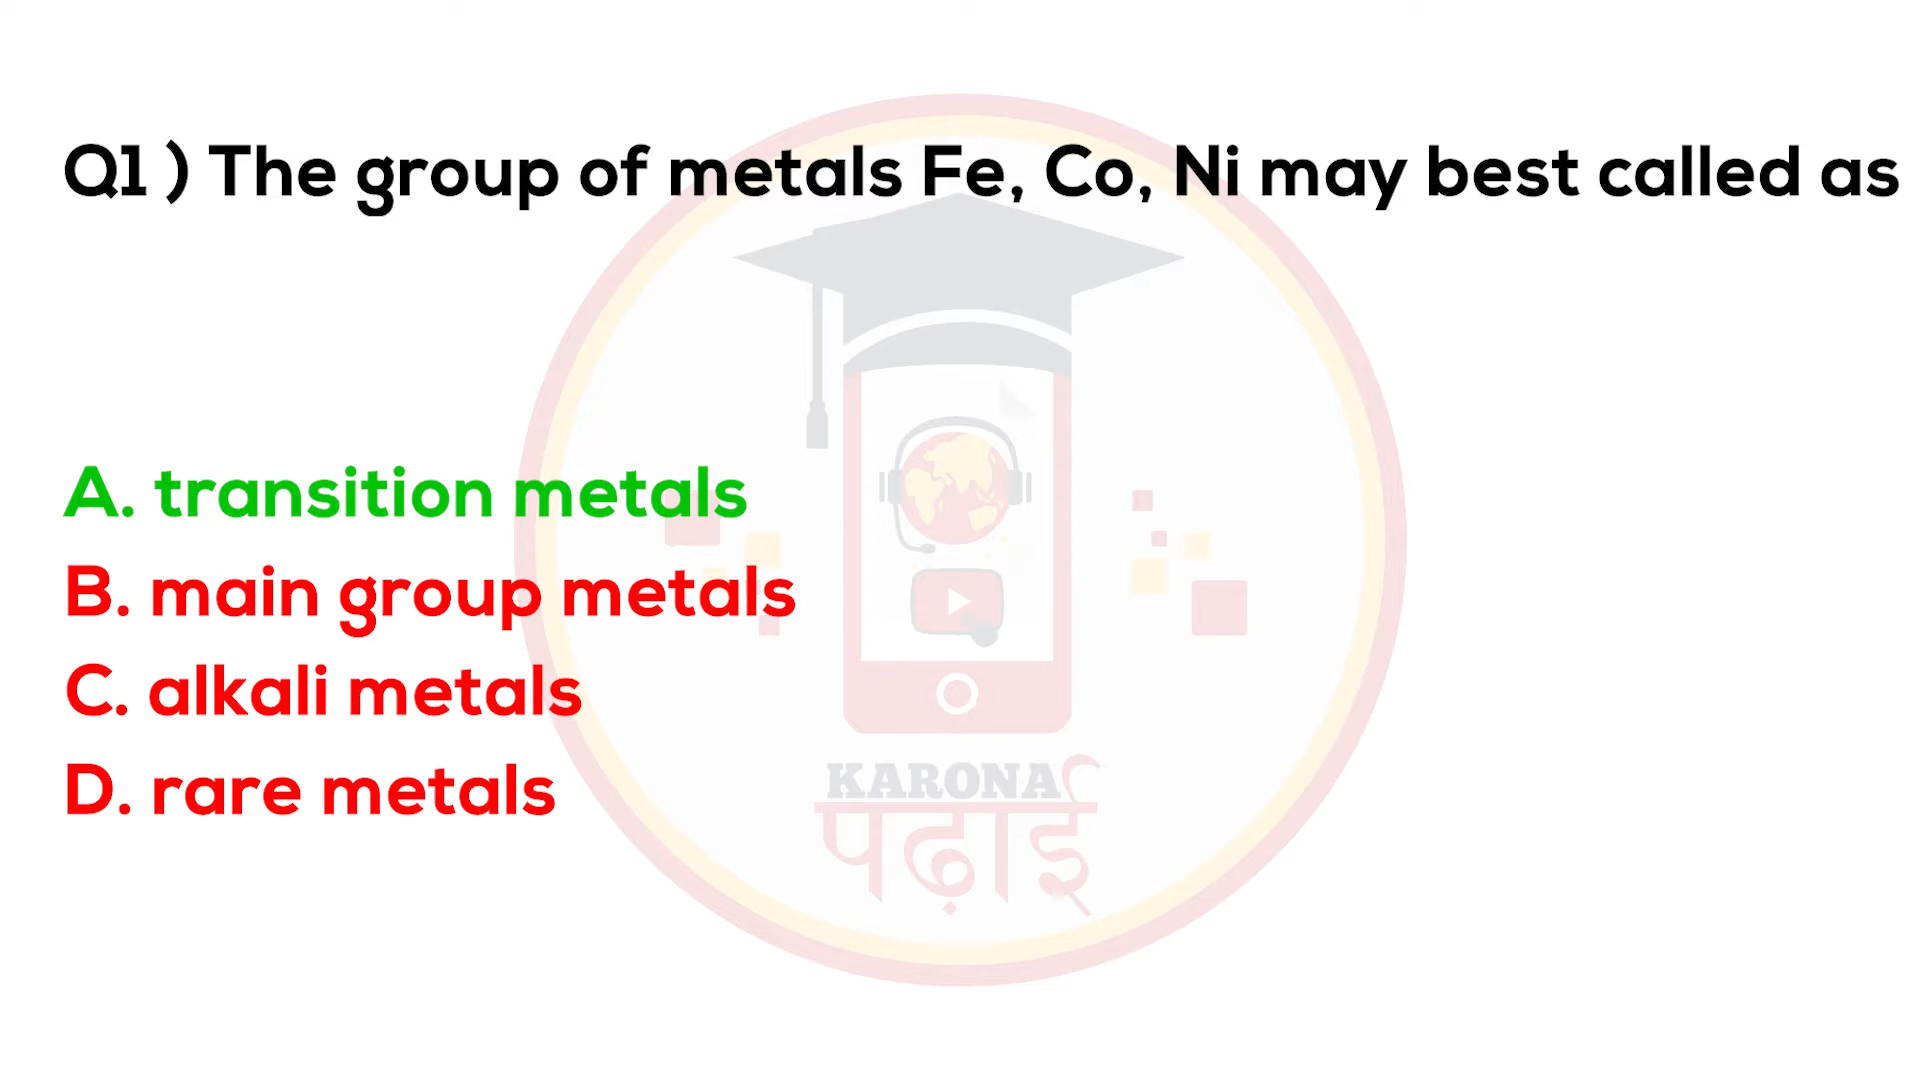 Q1 ) The group of metals Fe, Co, Ni may best called as
A. transition metals
B. main group metals
C. alkali metals
D. rare metals
KARONA
पढ़ाई